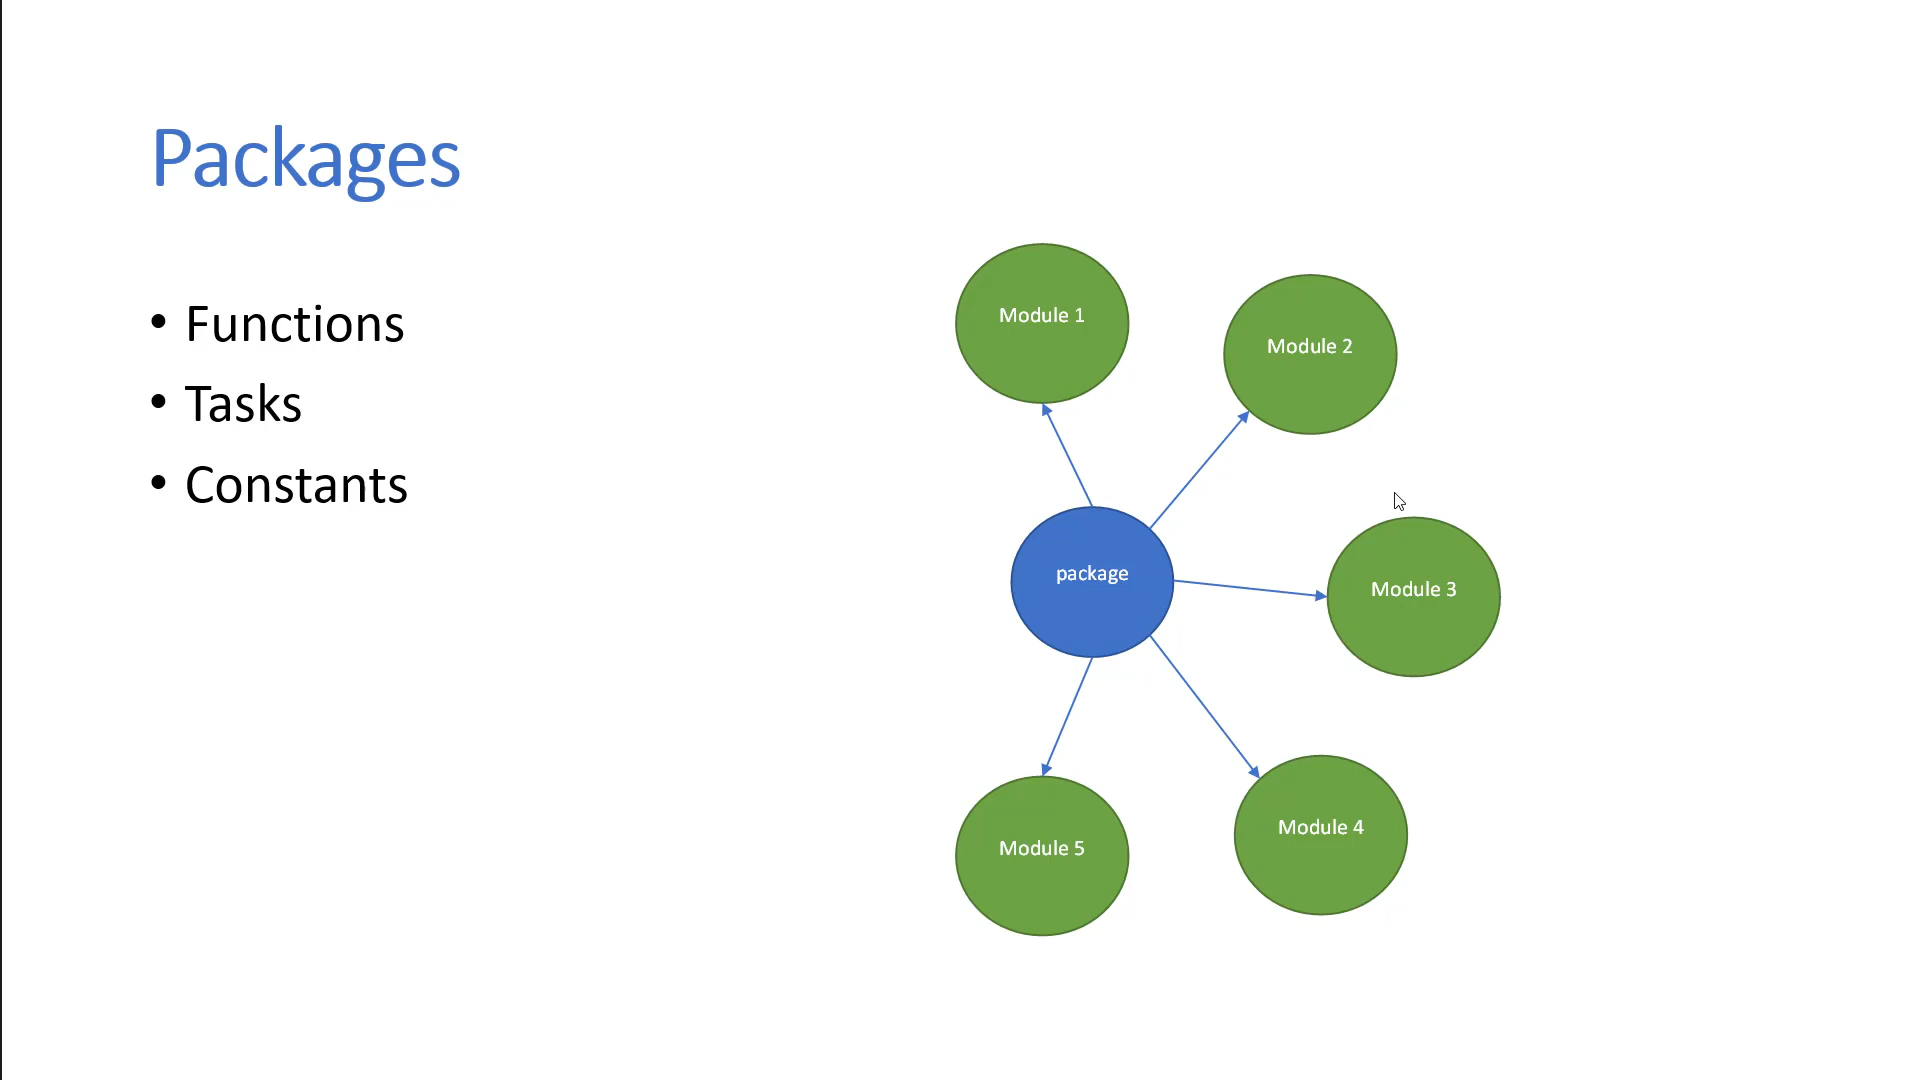 Packages
• Functions
• Tasks
• Constants
Module 1
Module 2
package
Module 3
Module 4
Module 5